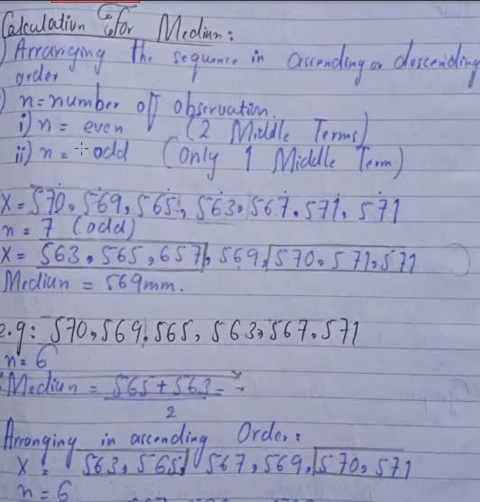 Calculation for Mediun:
) Arranging the sequence in ascending or descending
order
) n = number of observation.
i) n = even (2 Middle Terms)
ii) n = odd (Only 1 Middle Term)
X = 570, 569, 565, 563, 567, 571, 571
n = 7 (odd)
X = 563, 565, 657, 569, 570, 571, 571
Mediun = 569mm.
e.g: 570, 569, 565, 563, 567, 571
n = 6
Mediun = 565 + 563 =
2
Arranging in ascending Order:
X = 563, 565, 567, 569, 570, 571
n = 6